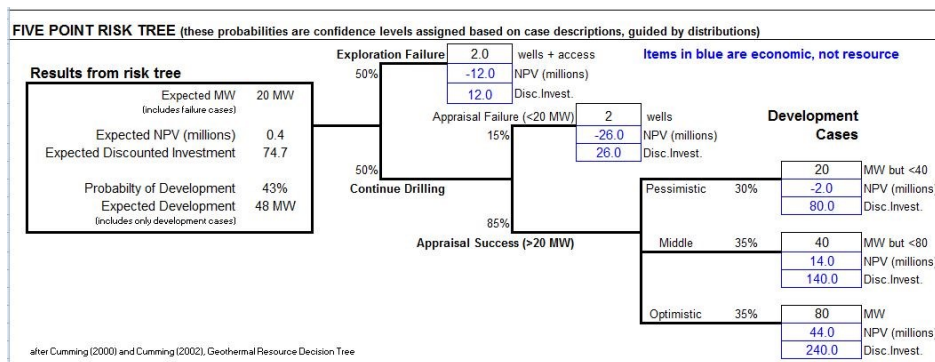 FIVE POINT RISK TREE (these probabilities are confidence levels assigned based on case descriptions, guided by distributions)
Exploration Failure 2.0 wells + access Items in blue are economic, not resource
50% -12.0 NPV (millions)
12.0 Disc.Invest.
Results from risk tree
Expected MW 20 MW
(includes failure cases)
Expected NPV (millions) 0.4
Expected Discounted Investment 74.7
Probabilty of Development 43%
Expected Development 48 MW
(includes only development cases)
Appraisal Failure (<20 MW) 2 wells
15% -26.0 NPV (millions)
26.0 Disc.Invest.
50%
Continue Drilling
85%
Appraisal Success (>20 MW)
Development
Cases
20 MW but <40
Pessimistic 30% -2.0 NPV (millions)
80.0 Disc.Invest.
Middle 35% 40 MW but <80
14.0 NPV (millions)
140.0 Disc.Invest.
Optimistic 35% 80 MW
44.0 NPV (millions)
240.0 Disc.Invest.
after Cumming (2000) and Cumming (2002), Geothermal Resource Decision Tree